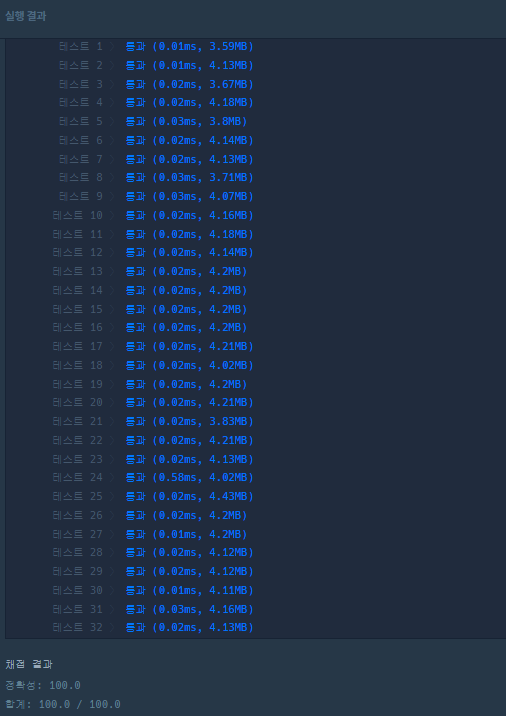 실행 결과
테스트 1 〉 통과 (0.01ms, 3.59MB)
테스트 2 〉 통과 (0.01ms, 4.13MB)
테스트 3 〉 통과 (0.02ms, 3.67MB)
테스트 4 〉 통과 (0.02ms, 4.18MB)
테스트 5 〉 통과 (0.03ms, 3.8MB)
테스트 6 〉 통과 (0.02ms, 4.14MB)
테스트 7 〉 통과 (0.02ms, 4.13MB)
테스트 8 〉 통과 (0.03ms, 3.71MB)
테스트 9 〉 통과 (0.03ms, 4.07MB)
테스트 10 〉 통과 (0.02ms, 4.16MB)
테스트 11 〉 통과 (0.02ms, 4.18MB)
테스트 12 〉 통과 (0.02ms, 4.14MB)
테스트 13 〉 통과 (0.02ms, 4.2MB)
테스트 14 〉 통과 (0.02ms, 4.2MB)
테스트 15 〉 통과 (0.02ms, 4.2MB)
테스트 16 〉 통과 (0.02ms, 4.2MB)
테스트 17 〉 통과 (0.02ms, 4.21MB)
테스트 18 〉 통과 (0.02ms, 4.02MB)
테스트 19 〉 통과 (0.02ms, 4.2MB)
테스트 20 〉 통과 (0.02ms, 4.21MB)
테스트 21 〉 통과 (0.02ms, 3.83MB)
테스트 22 〉 통과 (0.02ms, 4.21MB)
테스트 23 〉 통과 (0.02ms, 4.13MB)
테스트 24 〉 통과 (0.58ms, 4.02MB)
테스트 25 〉 통과 (0.02ms, 4.43MB)
테스트 26 〉 통과 (0.02ms, 4.2MB)
테스트 27 〉 통과 (0.01ms, 4.2MB)
테스트 28 〉 통과 (0.02ms, 4.12MB)
테스트 29 〉 통과 (0.02ms, 4.12MB)
테스트 30 〉 통과 (0.01ms, 4.11MB)
테스트 31 〉 통과 (0.03ms, 4.16MB)
테스트 32 〉 통과 (0.02ms, 4.13MB)
채점 결과
정확성: 100.0
합계: 100.0 / 100.0